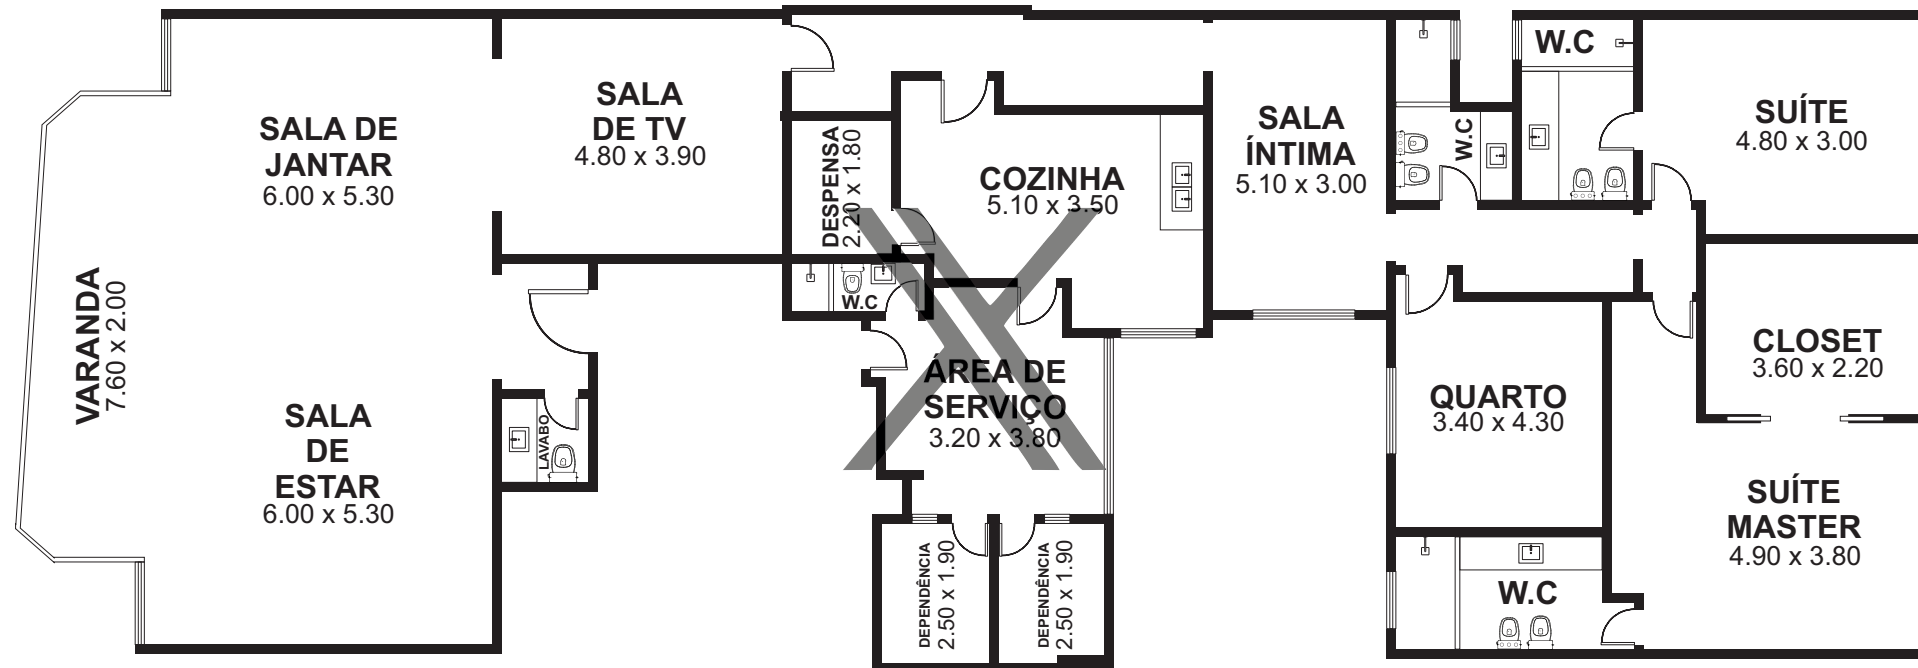 VARANDA
7.60 x 2.00
SALA DE
JANTAR
6.00 x 5.30
SALA
DE
ESTAR
6.00 x 5.30
SALA
DE TV
4.80 x 3.90
LAVABO
DESPENSA
2.20 x 1.80
W.C
COZINHA
5.10 x 3.50
ÁREA DE
SERVIÇO
3.20 x 3.80
DEPENDÊNCIA
2.50 x 1.90
DEPENDÊNCIA
2.50 x 1.90
SALA
ÍNTIMA
5.10 x 3.00
W.C
W.C
SUÍTE
4.80 x 3.00
QUARTO
3.40 x 4.30
CLOSET
3.60 x 2.20
SUÍTE
MASTER
4.90 x 3.80
W.C